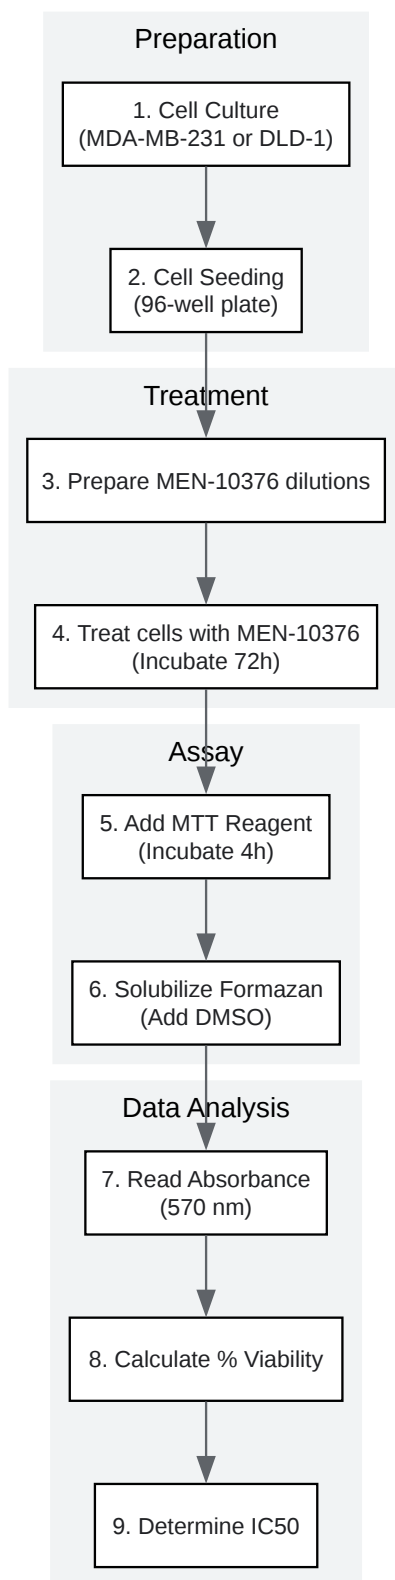 Preparation
1. Cell Culture
(MDA-MB-231 or DLD-1)
2. Cell Seeding
(96-well plate)
Treatment
3. Prepare MEN-10376 dilutions
4. Treat cells with MEN-10376
(Incubate 72h)
Assay
5. Add MTT Reagent
(Incubate 4h)
6. Solubilize Formazan
(Add DMSO)
Data Analysis
7. Read Absorbance
(570 nm)
8. Calculate % Viability
9. Determine IC50